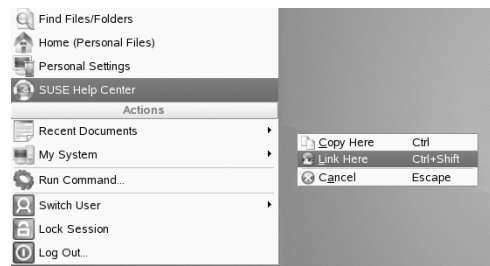 Find Files/Folders
Home (Personal Files)
Personal Settings
SUSE Help Center
Actions
Recent Documents
My System
Run Command...
Switch User
Lock Session
Log Out...
Copy Here Ctrl
Link Here Ctrl+Shift
Cancel Escape